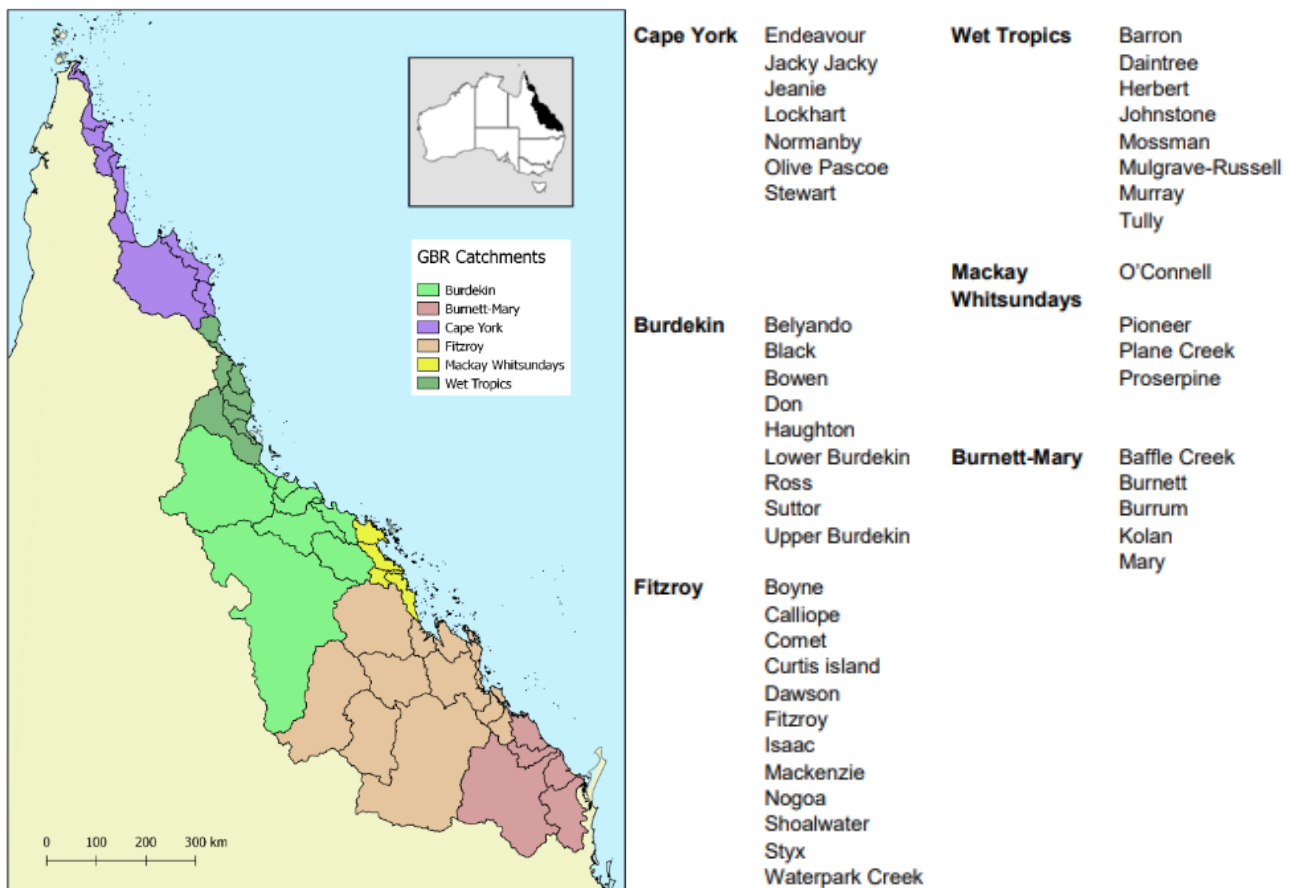 GBR Catchments
Burdekin
Burnett-Mary
Cape York
Fitzroy
Mackay Whitsundays
Wet Tropics
0 100 200 300 km
Cape York Endeavour
Jacky Jacky
Jeanie
Lockhart
Normanby
Olive Pascoe
Stewart
Burdekin Belyando
Black
Bowen
Don
Haughton
Lower Burdekin
Ross
Suttor
Upper Burdekin
Fitzroy Boyne
Calliope
Comet
Curtis island
Dawson
Fitzroy
Isaac
Mackenzie
Nogoa
Shoalwater
Styx
Waterpark Creek
Wet Tropics Barron
Daintree
Herbert
Johnstone
Mossman
Mulgrave-Russell
Murray
Tully
Mackay O’Connell
Whitsundays
Pioneer
Plane Creek
Proserpine
Burnett-Mary Baffle Creek
Burnett
Burrum
Kolan
Mary